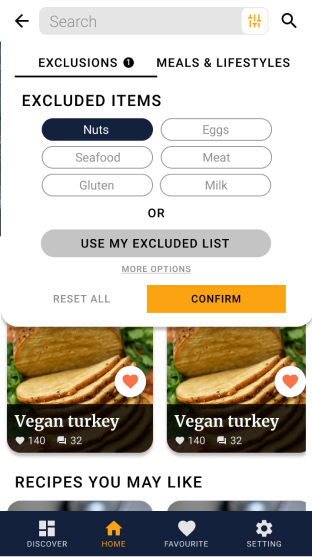 Search
EXCLUSIONS 1 MEALS & LIFESTYLES
EXCLUDED ITEMS
Nuts Eggs
Seafood Meat
Gluten Milk
OR
USE MY EXCLUDED LIST
MORE OPTIONS
RESET ALL CONFIRM
Vegan turkey Vegan turkey
140 32 140 32
RECIPES YOU MAY LIKE
DISCOVER HOME FAVOURITE SETTING